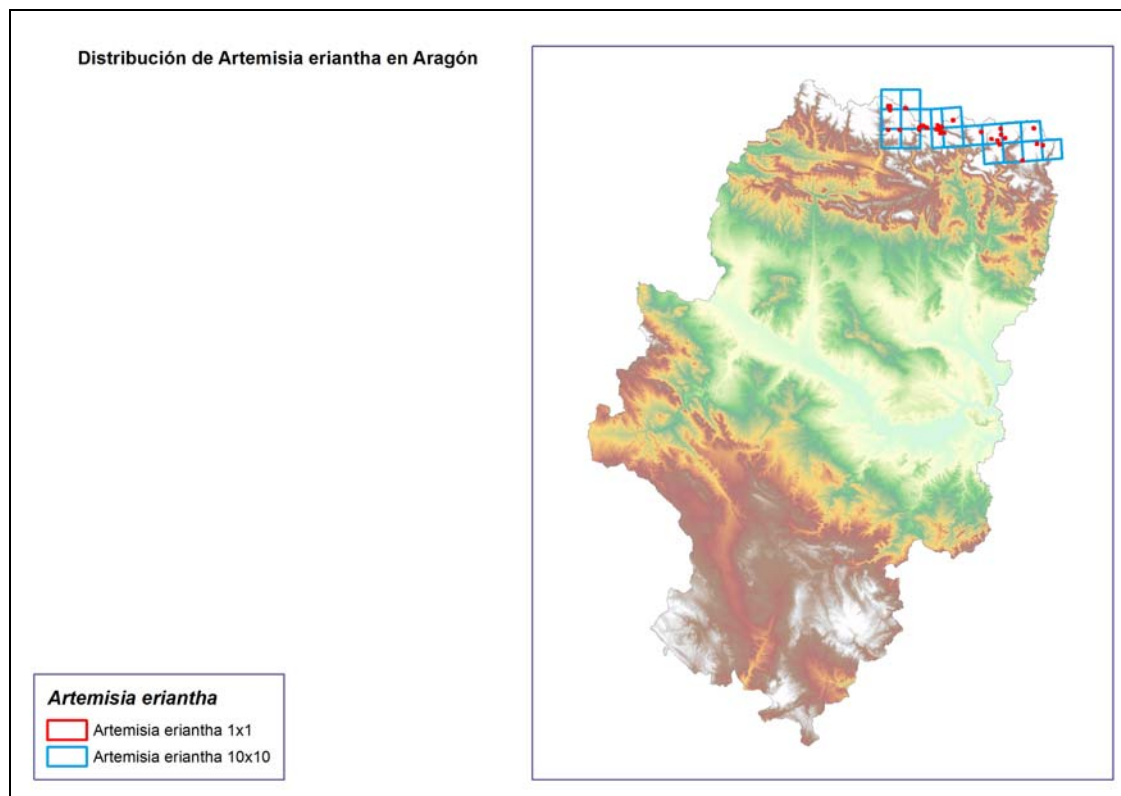 Distribución de Artemisia eriantha en Aragón
Artemisia eriantha
Artemisia eriantha 1x1
Artemisia eriantha 10x10